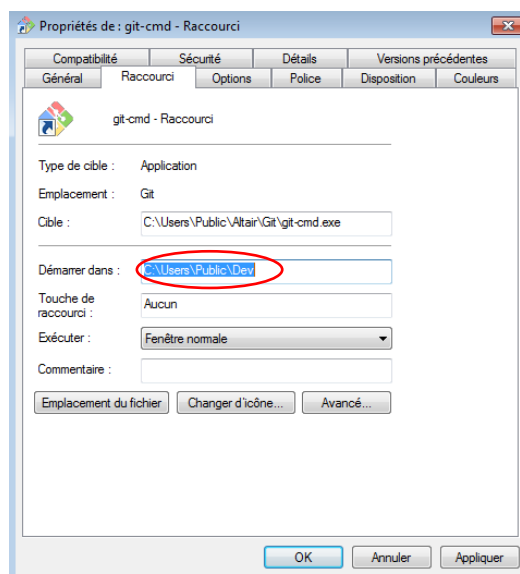 Propriétés de : git-cmd - Raccourci
Compatibilité Sécurité Détails Versions précédentes
Général Raccourci Options Police Disposition Couleurs
git-cmd - Raccourci
Type de cible : Application
Emplacement : Git
Cible : C:\Users\Public\Altair\Git\git-cmd.exe
Démarrer dans : C:\Users\Public\Dev
Touche de
raccourci : Aucun
Exécuter : Fenêtre normale
Commentaire :
Emplacement du fichier Changer d'icône... Avancé...
OK Annuler Appliquer